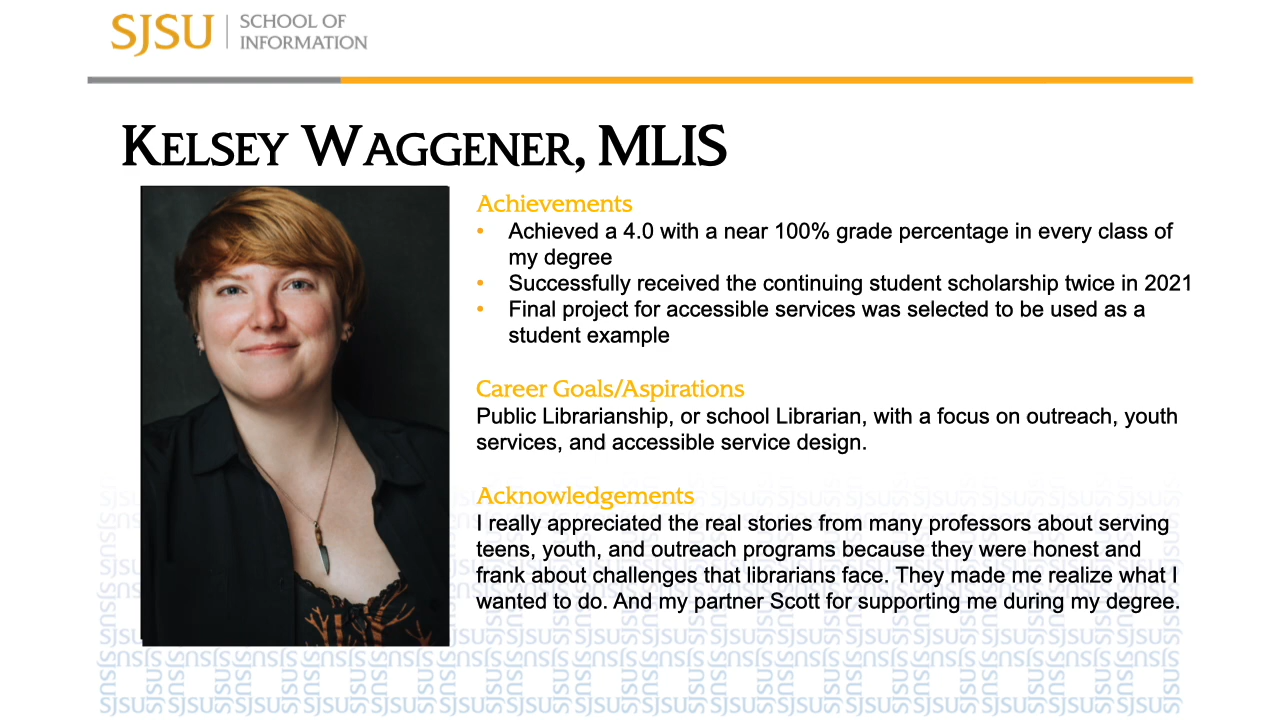 SJSU SCHOOL OF
INFORMATION
KELSEY WAGGENER, MLIS
Achievements
• Achieved a 4.0 with a near 100% grade percentage in every class of
my degree
• Successfully received the continuing student scholarship twice in 2021
• Final project for accessible services was selected to be used as a
student example
Career Goals/Aspirations
Public Librarianship, or school Librarian, with a focus on outreach, youth
services, and accessible service design.
Acknowledgements
I really appreciated the real stories from many professors about serving
teens, youth, and outreach programs because they were honest and
frank about challenges that librarians face. They made me realize what I
wanted to do. And my partner Scott for supporting me during my degree.